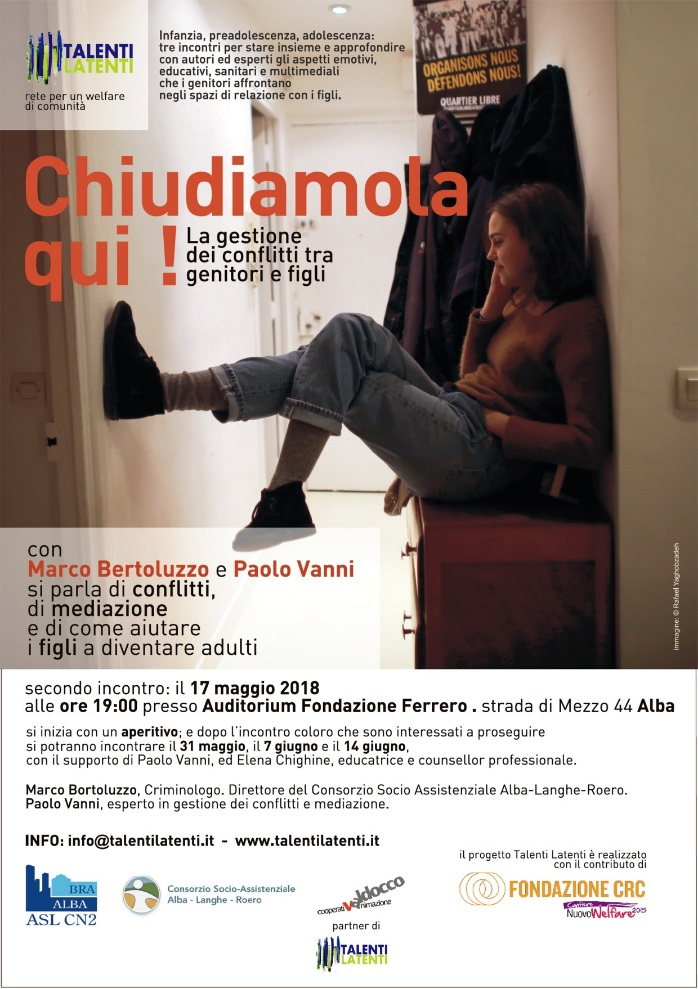 TALENTI
LATENTI
rete per un welfare
di comunità
Infanzia, preadolescenza, adolescenza:
tre incontri per stare insieme e approfondire
con autori ed esperti gli aspetti emotivi,
educativi, sanitari e multimediali
che i genitori affrontano
negli spazi di relazione con i figli.
ORGANISONS NOUS
DÉFENDONS NOUS!
QUARTIER LIBRE
Chiudiamola
qui !
La gestione
dei conflitti tra
genitori e figli
con
Marco Bertoluzzo e Paolo Vanni
si parla di conflitti,
di mediazione
e di come aiutare
i figli a diventare adulti
immagine: © Rafael Yaghobzadeh
secondo incontro: il 17 maggio 2018
alle ore 19:00 presso Auditorium Fondazione Ferrero . strada di Mezzo 44 Alba
si inizia con un aperitivo; e dopo l'incontro coloro che sono interessati a proseguire
si potranno incontrare il 31 maggio, il 7 giugno e il 14 giugno,
con il supporto di Paolo Vanni, ed Elena Chighine, educatrice e counsellor professionale.
Marco Bortoluzzo, Criminologo. Direttore del Consorzio Socio Assistenziale Alba-Langhe-Roero.
Paolo Vanni, esperto in gestione dei conflitti e mediazione.
INFO: info@talentilatenti.it - www.talentilatenti.it
il progetto Talenti Latenti è realizzato
con il contributo di
BRA
ALBA
ASL CN2
Consorzio Socio-Assistenziale
Alba - Langhe - Roero
cooperativa animazione
Valdocco
partner di
TALENTI
LATENTI
FONDAZIONE CRC
Cantiere
NuovoWelfare2015